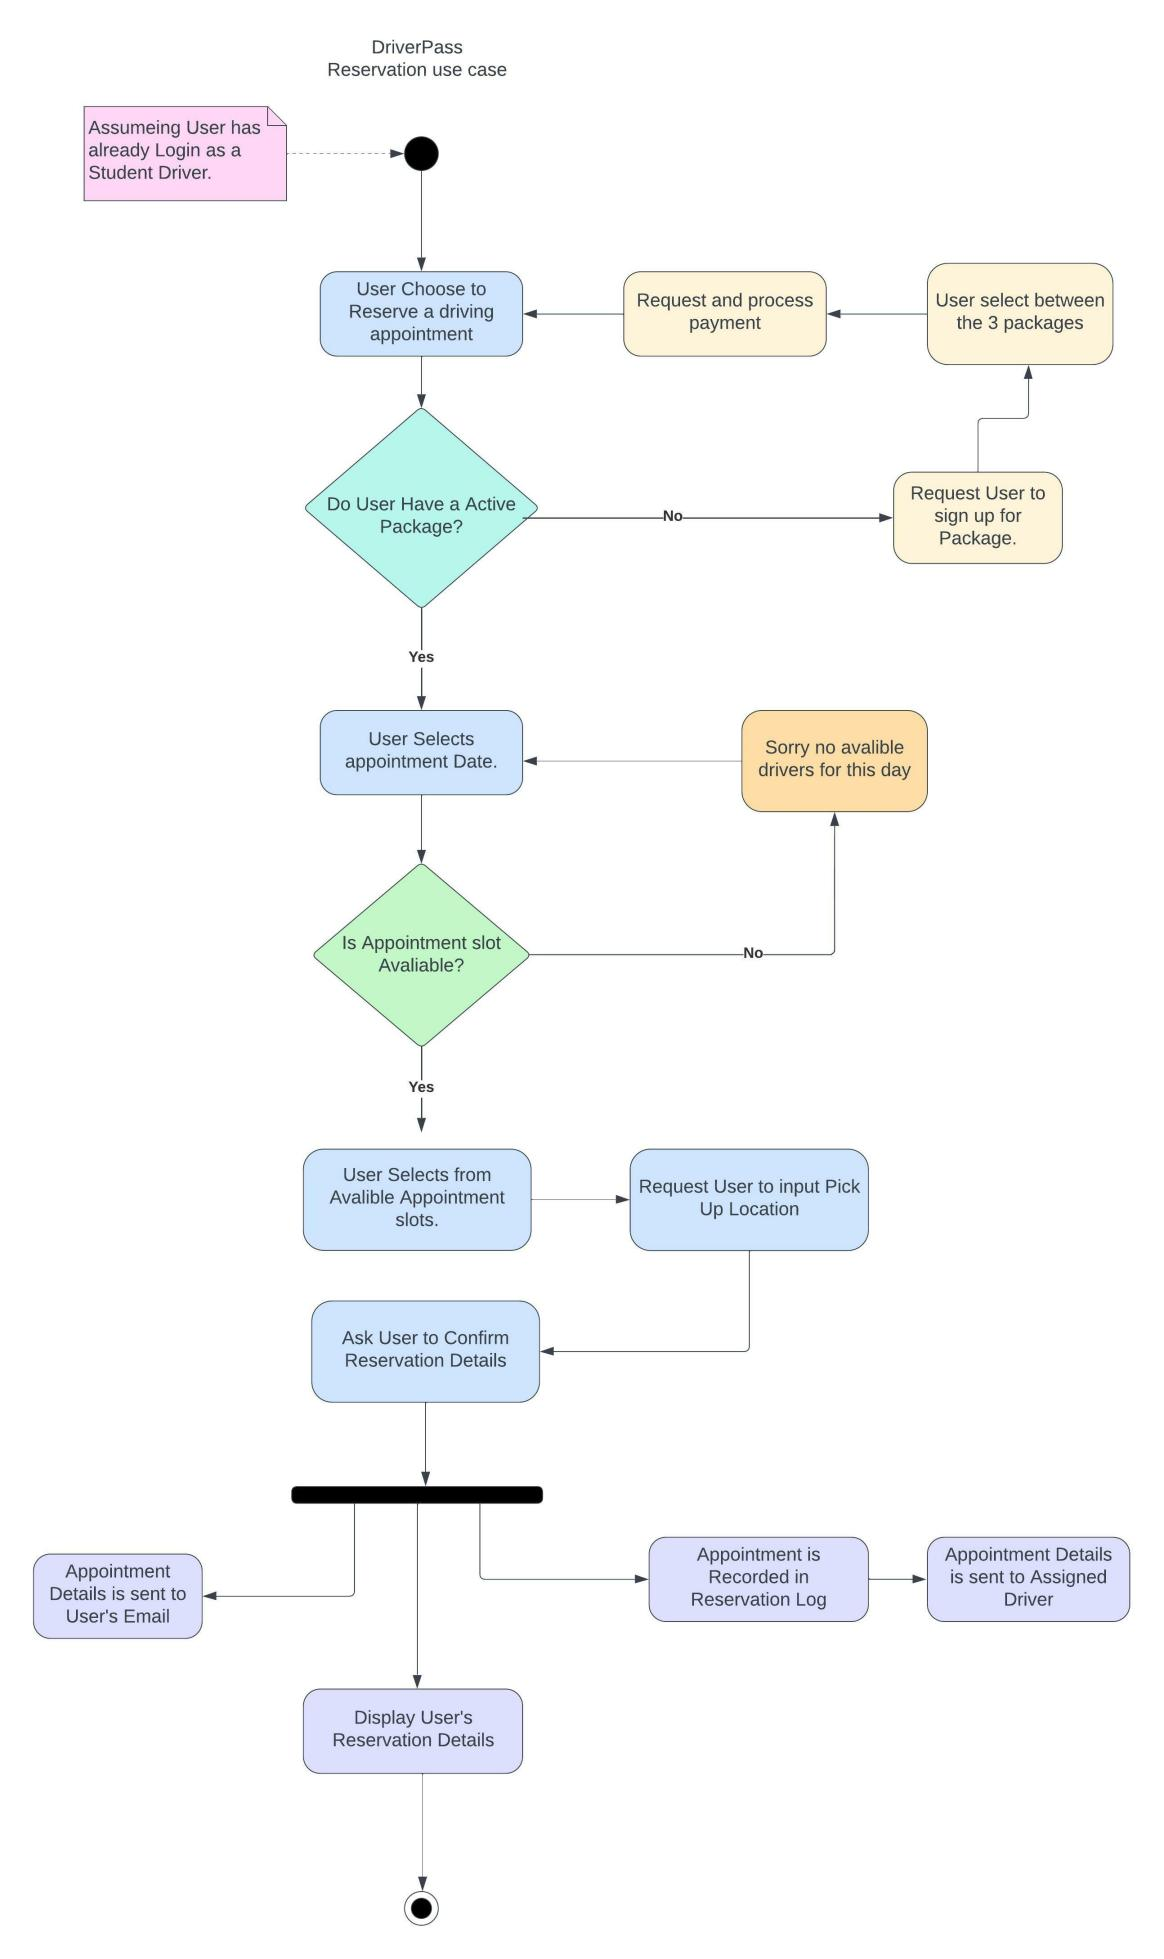 DriverPass
Reservation use case
Assumeing User has
already Login as a
Student Driver.
User Choose to
Reserve a driving
appointment
Request and process
payment
User select between
the 3 packages
Do User Have a Active
Package?
No
Request User to
sign up for
Package.
Yes
User Selects
appointment Date.
Sorry no avalible
drivers for this day
Is Appointment slot
Avaliable?
No
Yes
User Selects from
Avalible Appointment
slots.
Request User to input Pick
Up Location
Ask User to Confirm
Reservation Details
Appointment
Details is sent to
User's Email
Appointment is
Recorded in
Reservation Log
Appointment Details
is sent to Assigned
Driver
Display User's
Reservation Details